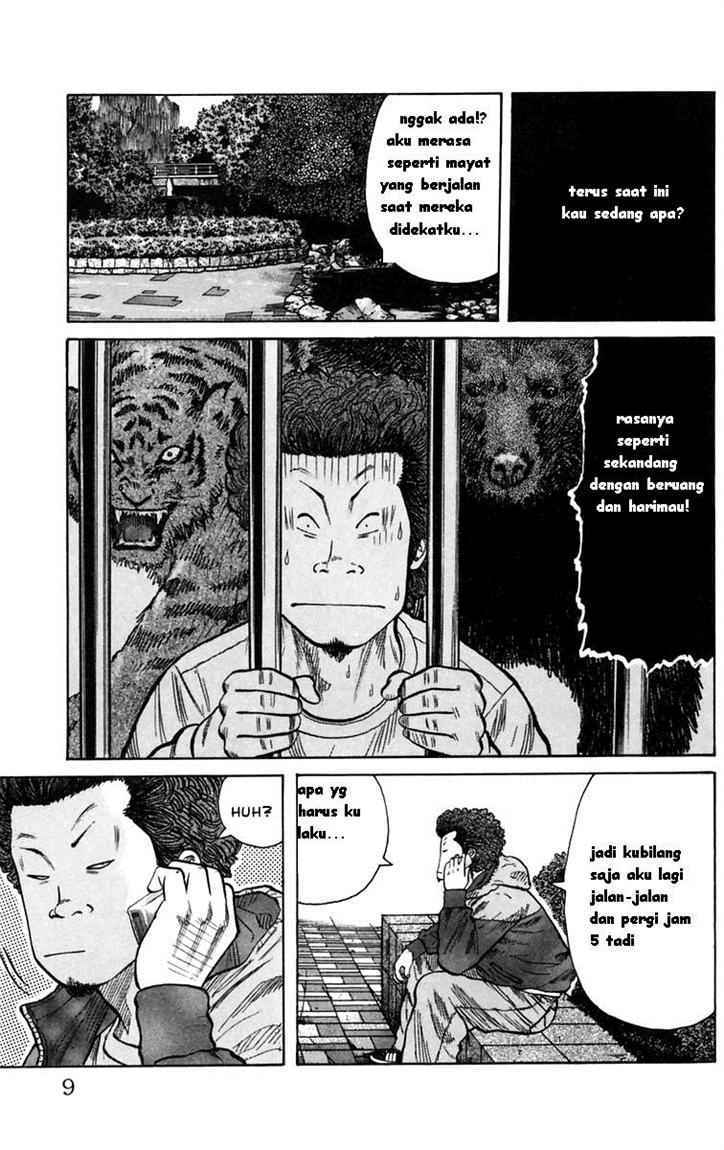 terus saat ini
kau sedang apa?
nggak ada!?
aku merasa
seperti mayat
yang berjalan
saat mereka
didekatku...
rasanya
seperti
sekandang
dengan beruang
dan harimau!
jadi kubilang
saja aku lagi
jalan-jalan
dan pergi jam
5 tadi
apa yg
harus ku
laku...
HUH?
9